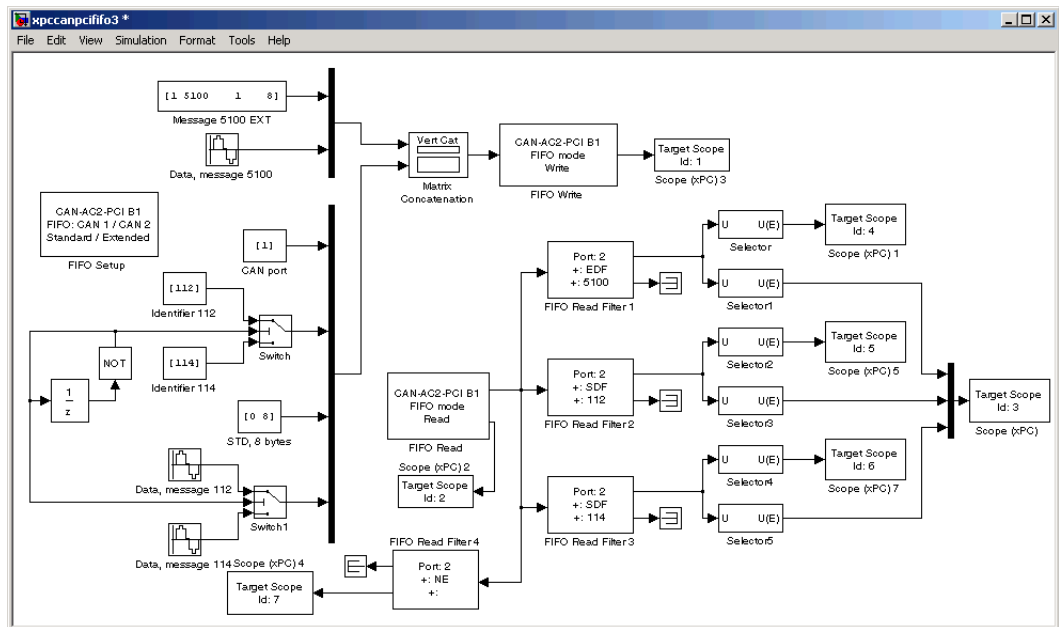 xpccanpcififo3 *
File Edit View Simulation Format Tools Help
[1 5100 1 8]
Message 5100 EXT
Data, message 5100
Vert Cat
Matrix
Concatenation
CAN-AC2-PCI B1
FIFO mode
Write
FIFO Write
Target Scope
Id: 1
Scope (xPC) 3
CAN-AC2-PCI B1
FIFO: CAN 1 / CAN 2
Standard / Extended
FIFO Setup
[1]
CAN port
[112]
Identifier 112
Switch
NOT
[114]
Identifier 114
1
z
[0 8]
STD, 8 bytes
Data, message 112
Switch1
Data, message 114
CAN-AC2-PCI B1
FIFO mode
Read
FIFO Read
Scope (xPC) 2
Target Scope
Id: 2
Port: 2
+: EDF
+: 5100
FIFO Read Filter1
U U(E)
Selector
Target Scope
Id: 4
Scope (xPC) 1
U U(E)
Selector1
Port: 2
+: SDF
+: 112
FIFO Read Filter2
U U(E)
Selector2
Target Scope
Id: 5
Scope (xPC) 5
U U(E)
Selector3
Target Scope
Id: 3
Scope (xPC)
Port: 2
+: SDF
+: 114
FIFO Read Filter3
U U(E)
Selector4
Target Scope
Id: 6
Scope (xPC) 7
U U(E)
Selector5
FIFO Read Filter4
Port: 2
+: NE
+:
Scope (xPC) 4
Target Scope
Id: 7